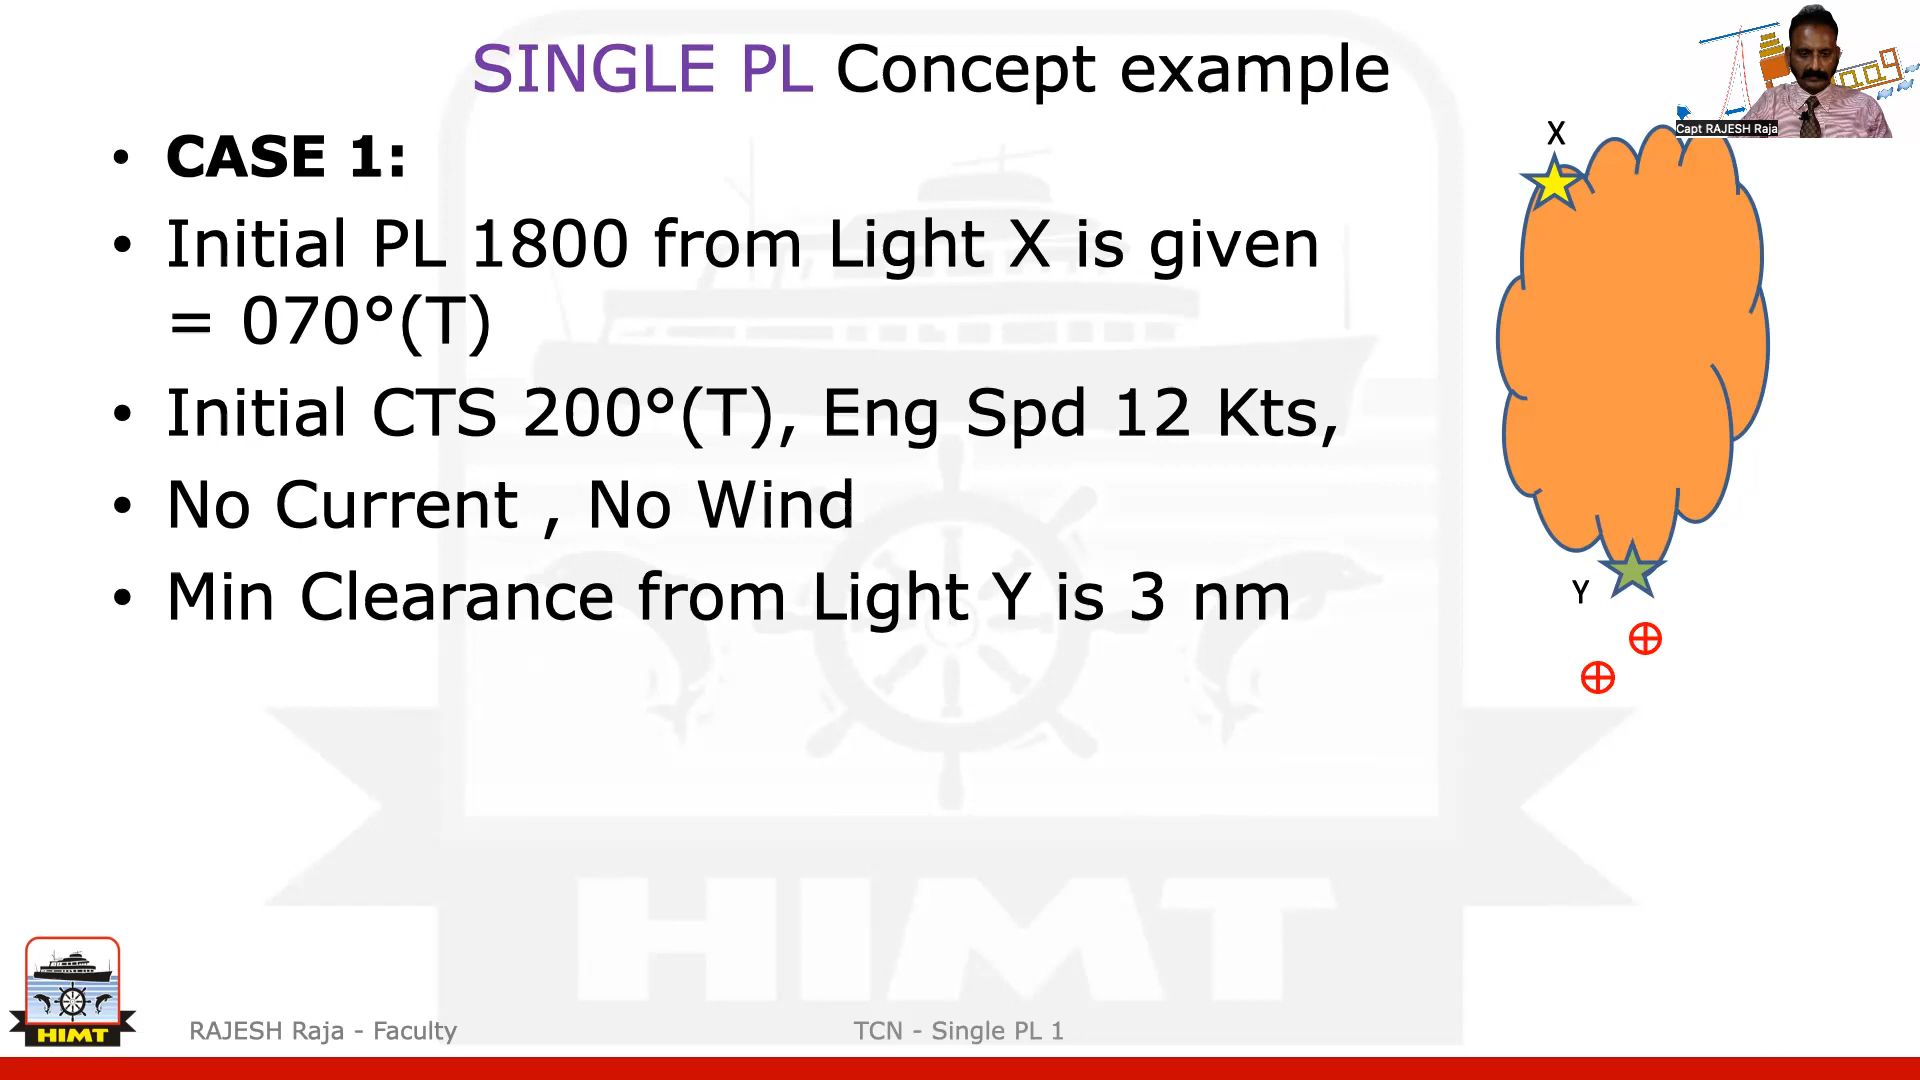 SINGLE PL Concept example
Capt RAJESH Raja
X
• CASE 1:
• Initial PL 1800 from Light X is given
= 070°(T)
• Initial CTS 200°(T), Eng Spd 12 Kts,
• No Current , No Wind
• Min Clearance from Light Y is 3 nm
Y
HIMT
HIMT
RAJESH Raja - Faculty
TCN - Single PL 1